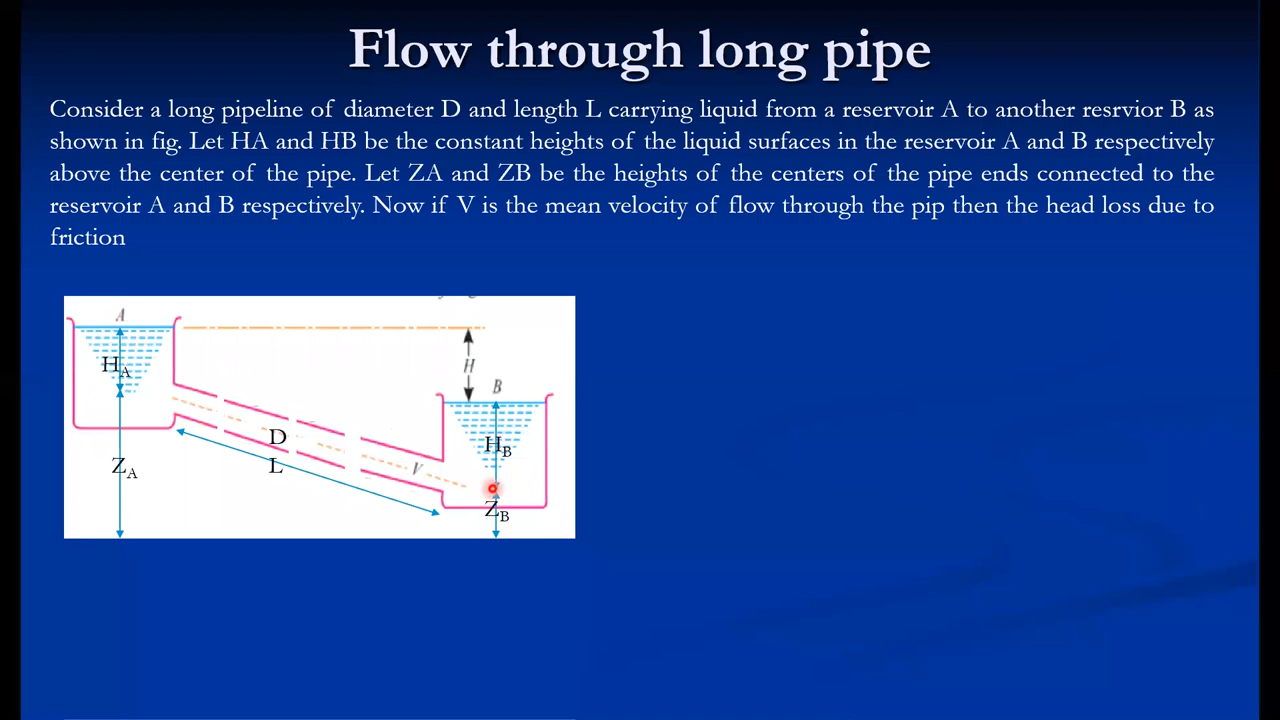 Flow through long pipe
Consider a long pipeline of diameter D and length L carrying liquid from a reservoir A to another resrvior B as
shown in fig. Let HA and HB be the constant heights of the liquid surfaces in the reservoir A and B respectively
above the center of the pipe. Let ZA and ZB be the heights of the centers of the pipe ends connected to the
reservoir A and B respectively. Now if V is the mean velocity of flow through the pip then the head loss due to
friction
A
HA
H
B
D
HB
ZA
L
V
ZB